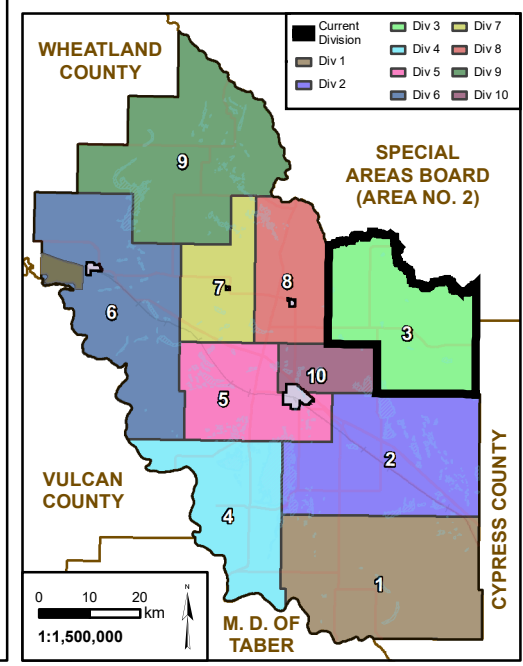 WHEATLAND
COUNTY
Current
Division
Div 1
Div 2
Div 3
Div 4
Div 5
Div 6
Div 7
Div 8
Div 9
Div 10
SPECIAL
AREAS BOARD
(AREA NO. 2)
9
6
7
8
3
10
5
2
4
1
VULCAN
COUNTY
CYPRESS COUNTY
M. D. OF
TABER
0 10 20
km
1:1,500,000
N